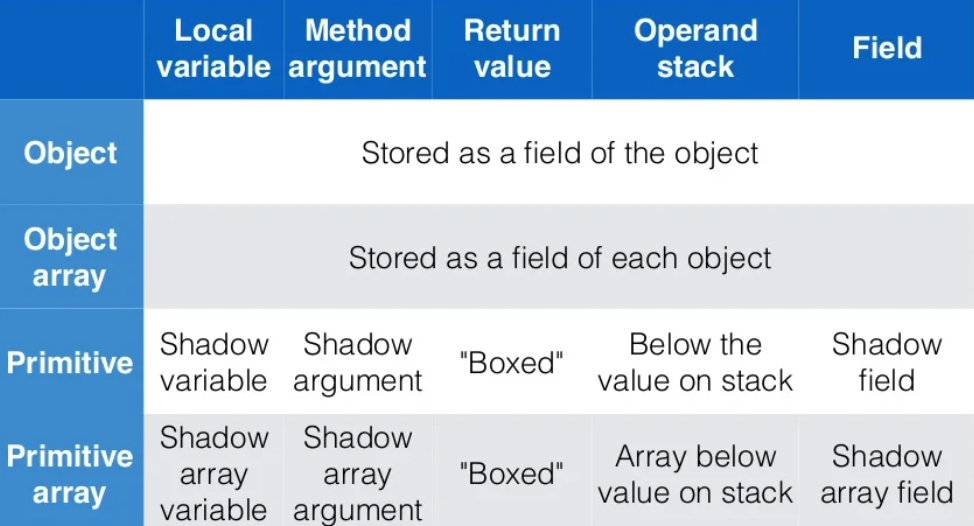 Local variable
Method argument
Return value
Operand stack
Field
Object
Stored as a field of the object
Object array
Stored as a field of each object
Primitive
Shadow variable
Shadow argument
"Boxed"
Below the value on stack
Shadow field
Primitive array
Shadow array variable
Shadow array argument
"Boxed"
Array below value on stack
Shadow array field